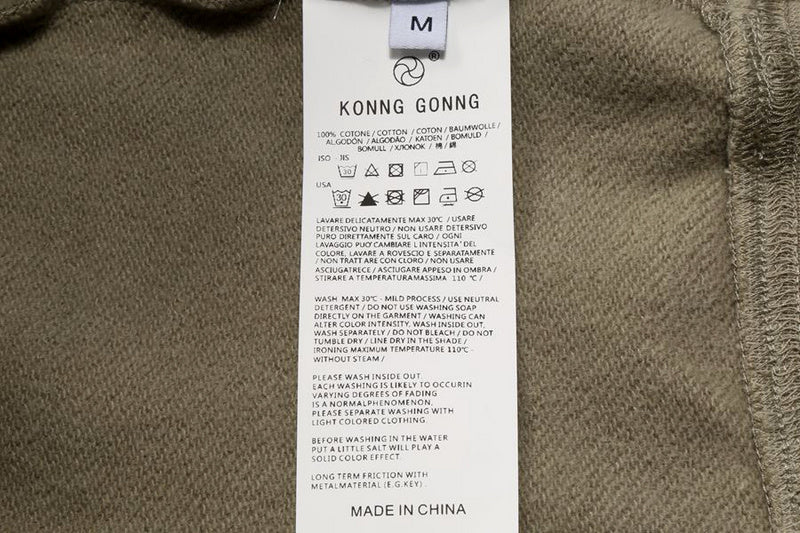 M
®
KONNG GONNG
100% COTONE / COTTON / COTON / BAUMWOLLE /
ALGODÓN / ALGODÃO / KATOEN / BOMULD /
BOMULL / ХЛОПОК / 棉 / 綿
ISO JIS
30
USA
30
LAVARE DELICATAMENTE MAX 30℃ / USARE
DETERSIVO NEUTRO / NON USARE DETERSIVO
PURO DIRETTAMENTE SUL CARO / OGNI
LAVAGGIO PUO' CAMBIARE L'INTENSITA' DEL
COLORE, LAVARE A ROVESCIO E SEPARATAMENTE
/ NON TRATT ARE CON CLORO / NON USARE
ASCIUGATRECE / ASCIUGARE APPESO IN OMBRA /
STIRARE A TEMPERATURAMASSIMA 110 ℃ /
WASH MAX 30℃ - MILD PROCESS / USE NEUTRAL
DETERGENT / DO NOT USE WASHING SOAP
DIRECTLY ON THE GARMENT / WASHING CAN
ALTER COLOR INTENSITY, WASH INSIDE OUT,
WASH SEPARATELY / DO NOT BLEACH / DO NOT
TUMBLE DRY / LINE DRY IN THE SHADE /
IRONING MAXIMUM TEMPERATURE 110℃ -
WITHOUT STEAM /
PLEASE WASH INSIDE OUT.
EACH WASHING IS LIKELY TO OCCURIN
VARYING DEGREES OF FADING
IS A NORMALPHENOMENON,
PLEASE SEPARATE WASHING WITH
LIGHT COLORED CLOTHING.
BEFORE WASHING IN THE WATER
PUT A LITTLE SALT WILL PLAY A
SOLID COLOR EFFECT.
LONG TERM FRICTION WITH
METALMATERIAL (E.G.KEY) .
MADE IN CHINA